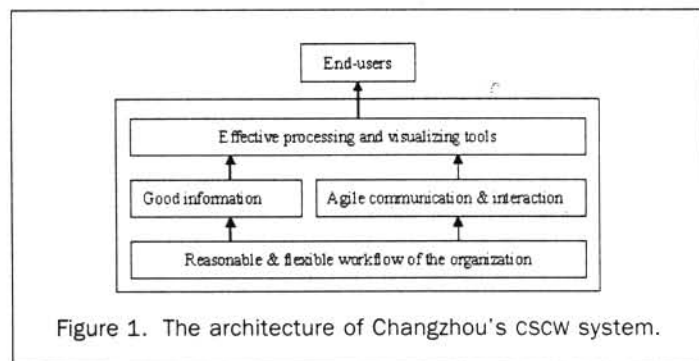 End-users
Effective processing and visualizing tools
Good information
Agile communication & interaction
Reasonable & flexible workflow of the organization
Figure 1. The architecture of Changzhou's CSCW system.